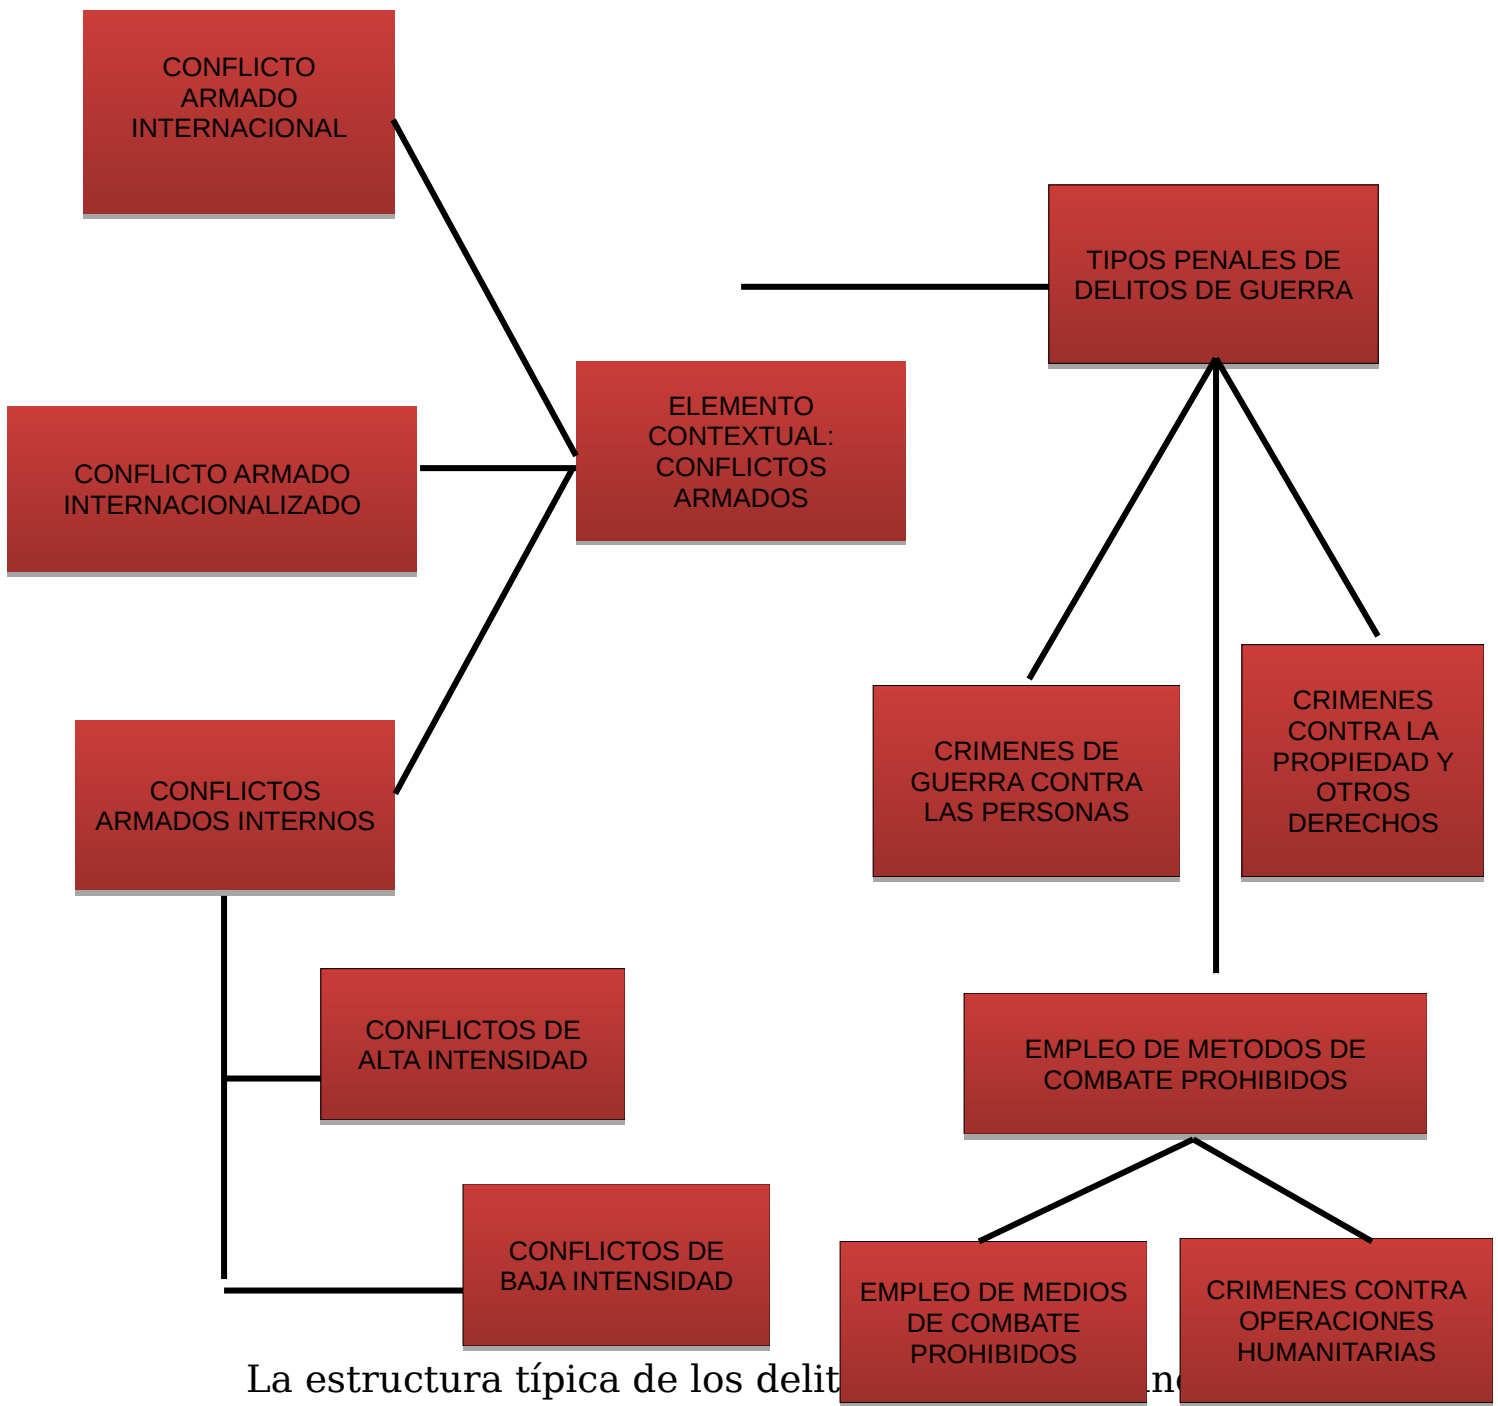 CONFLICTO
ARMADO
INTERNACIONAL
TIPOS PENALES DE
DELITOS DE GUERRA
ELEMENTO
CONTEXTUAL:
CONFLICTOS
ARMADOS
CONFLICTO ARMADO
INTERNACIONALIZADO
CONFLICTOS
ARMADOS INTERNOS
CRIMENES DE
GUERRA CONTRA
LAS PERSONAS
CRIMENES
CONTRA LA
PROPIEDAD Y
OTROS
DERECHOS
CONFLICTOS DE
ALTA INTENSIDAD
EMPLEO DE METODOS DE
COMBATE PROHIBIDOS
CONFLICTOS DE
BAJA INTENSIDAD
EMPLEO DE MEDIOS
DE COMBATE
PROHIBIDOS
CRIMENES CONTRA
OPERACIONES
HUMANITARIAS
La estructura típica de los